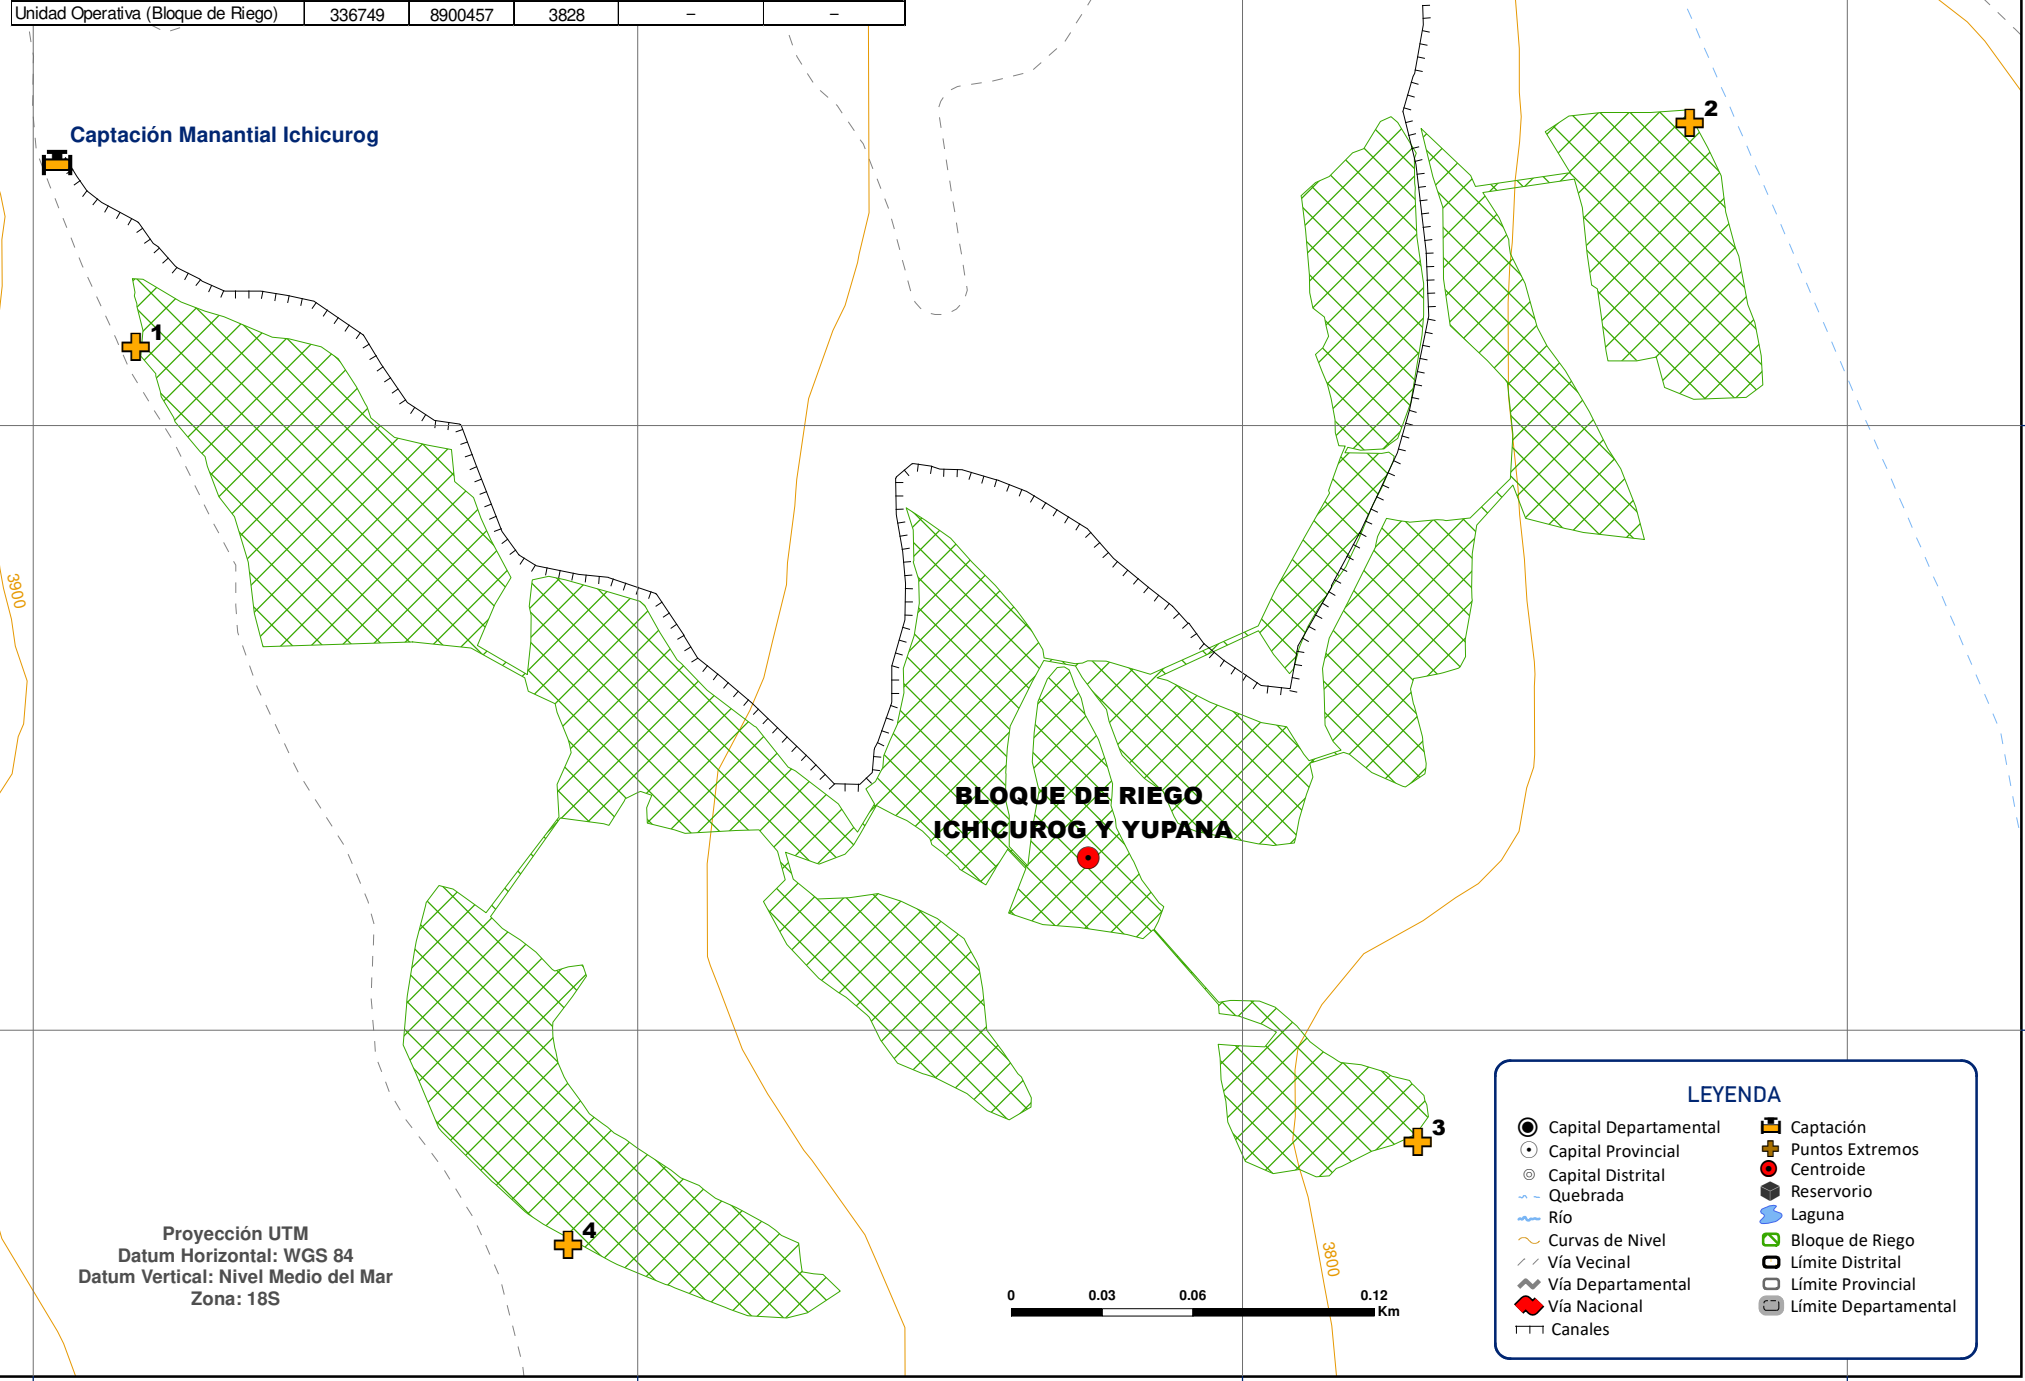 Unidad Operativa (Bloque de Riego) 336749 8900457 3828 – –
2
Captación Manantial Ichicurog
1
3900
BLOQUE DE RIEGO
ICHICUROG Y YUPANA
3
4
3800
Proyección UTM
Datum Horizontal: WGS 84
Datum Vertical: Nivel Medio del Mar
Zona: 18S
0 0.03 0.06 0.12
Km
LEYENDA
Capital Departamental
Capital Provincial
Capital Distrital
Quebrada
Río
Curvas de Nivel
Vía Vecinal
Vía Departamental
Vía Nacional
Canales
Captación
Puntos Extremos
Centroide
Reservorio
Laguna
Bloque de Riego
Límite Distrital
Límite Provincial
Límite Departamental